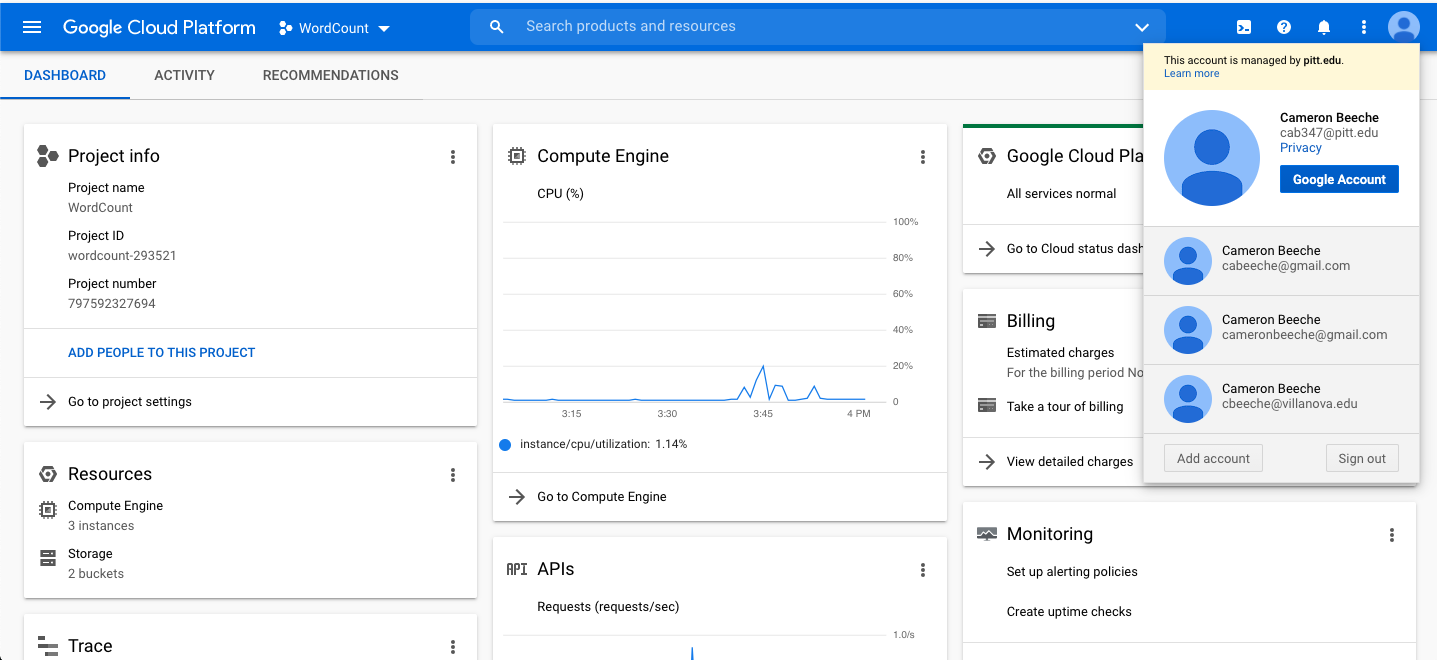 Google Cloud Platform
WordCount
Search products and resources
DASHBOARD
ACTIVITY
RECOMMENDATIONS
Project info
Project name
WordCount
Project ID
wordcount-293521
Project number
797592327694
ADD PEOPLE TO THIS PROJECT
Go to project settings
Resources
Compute Engine
3 instances
Storage
2 buckets
Trace
Compute Engine
CPU (%)
100%
80%
60%
40%
20%
0
3:15
3:30
3:45
4 PM
instance/cpu/utilization: 1.14%
Go to Compute Engine
API
APIs
Requests (requests/sec)
1.0/s
Google Cloud Pla
All services normal
Go to Cloud status dash
Billing
Estimated charges
For the billing period No
Take a tour of billing
View detailed charges
Monitoring
Set up alerting policies
Create uptime checks
This account is managed by pitt.edu.
Learn more
Cameron Beeche
cab347@pitt.edu
Privacy
Google Account
Cameron Beeche
cabeeche@gmail.com
Cameron Beeche
cameronbeeche@gmail.com
Cameron Beeche
cbeeche@villanova.edu
Add account
Sign out